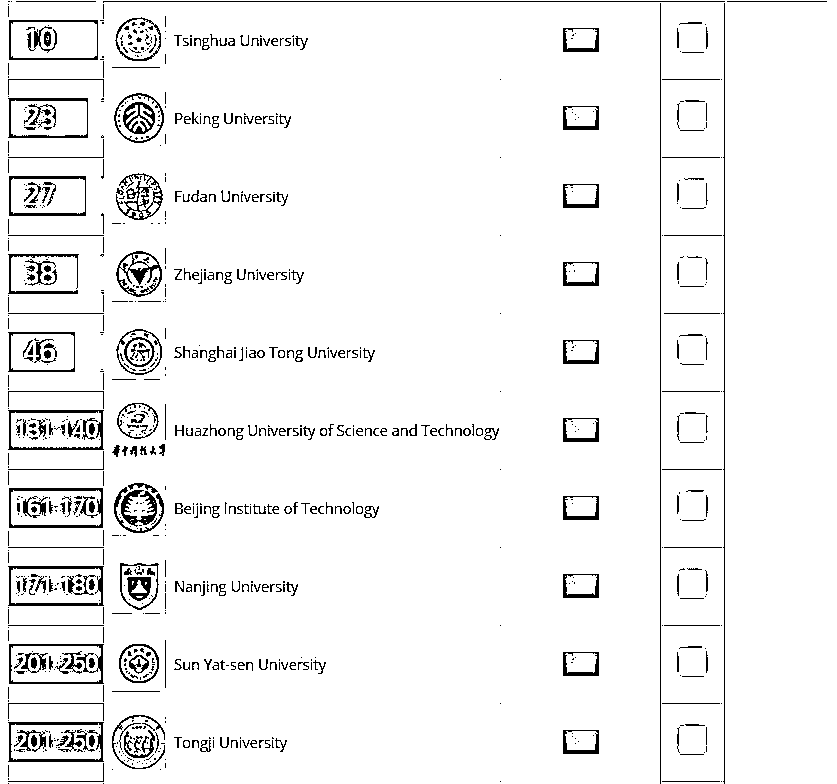 10
Tsinghua University
23
Peking University
27
Fudan University
38
Zhejiang University
46
Shanghai Jiao Tong University
131-140
Huazhong University of Science and Technology
161-170
Beijing Institute of Technology
171-180
Nanjing University
201-250
Sun Yat-sen University
201-250
Tongji University